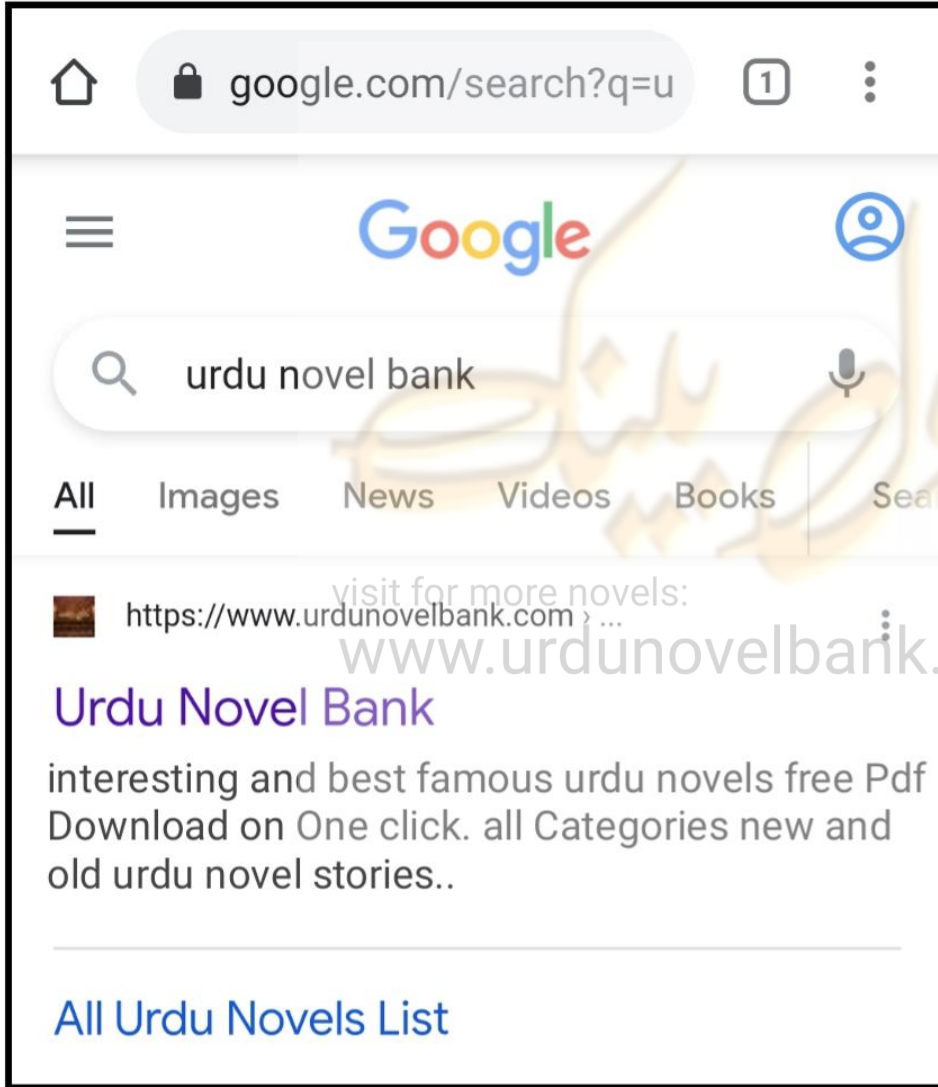 google.com/search?q=u
1
Google
urdu novel bank
All Images News Videos Books Sea
visit for more novels:
https://www.urdunovelbank.com › ...
www.urdunovelbank.
Urdu Novel Bank
interesting and best famous urdu novels free Pdf
Download on One click. all Categories new and
old urdu novel stories..
All Urdu Novels List